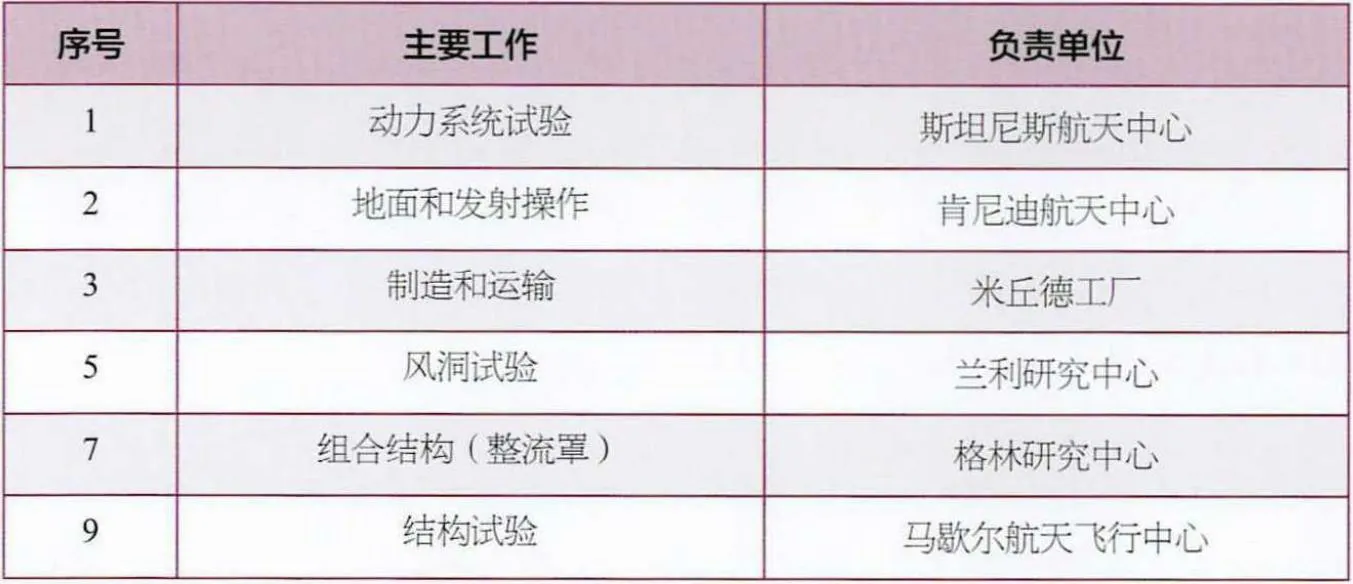 序号 主要工作 负责单位
1 动力系统试验 斯坦尼斯航天中心
2 地面和发射操作 肯尼迪航天中心
3 制造和运输 米丘德工厂
5 风洞试验 兰利研究中心
7 组合结构（整流罩） 格林研究中心
9 结构试验 马歇尔航天飞行中心